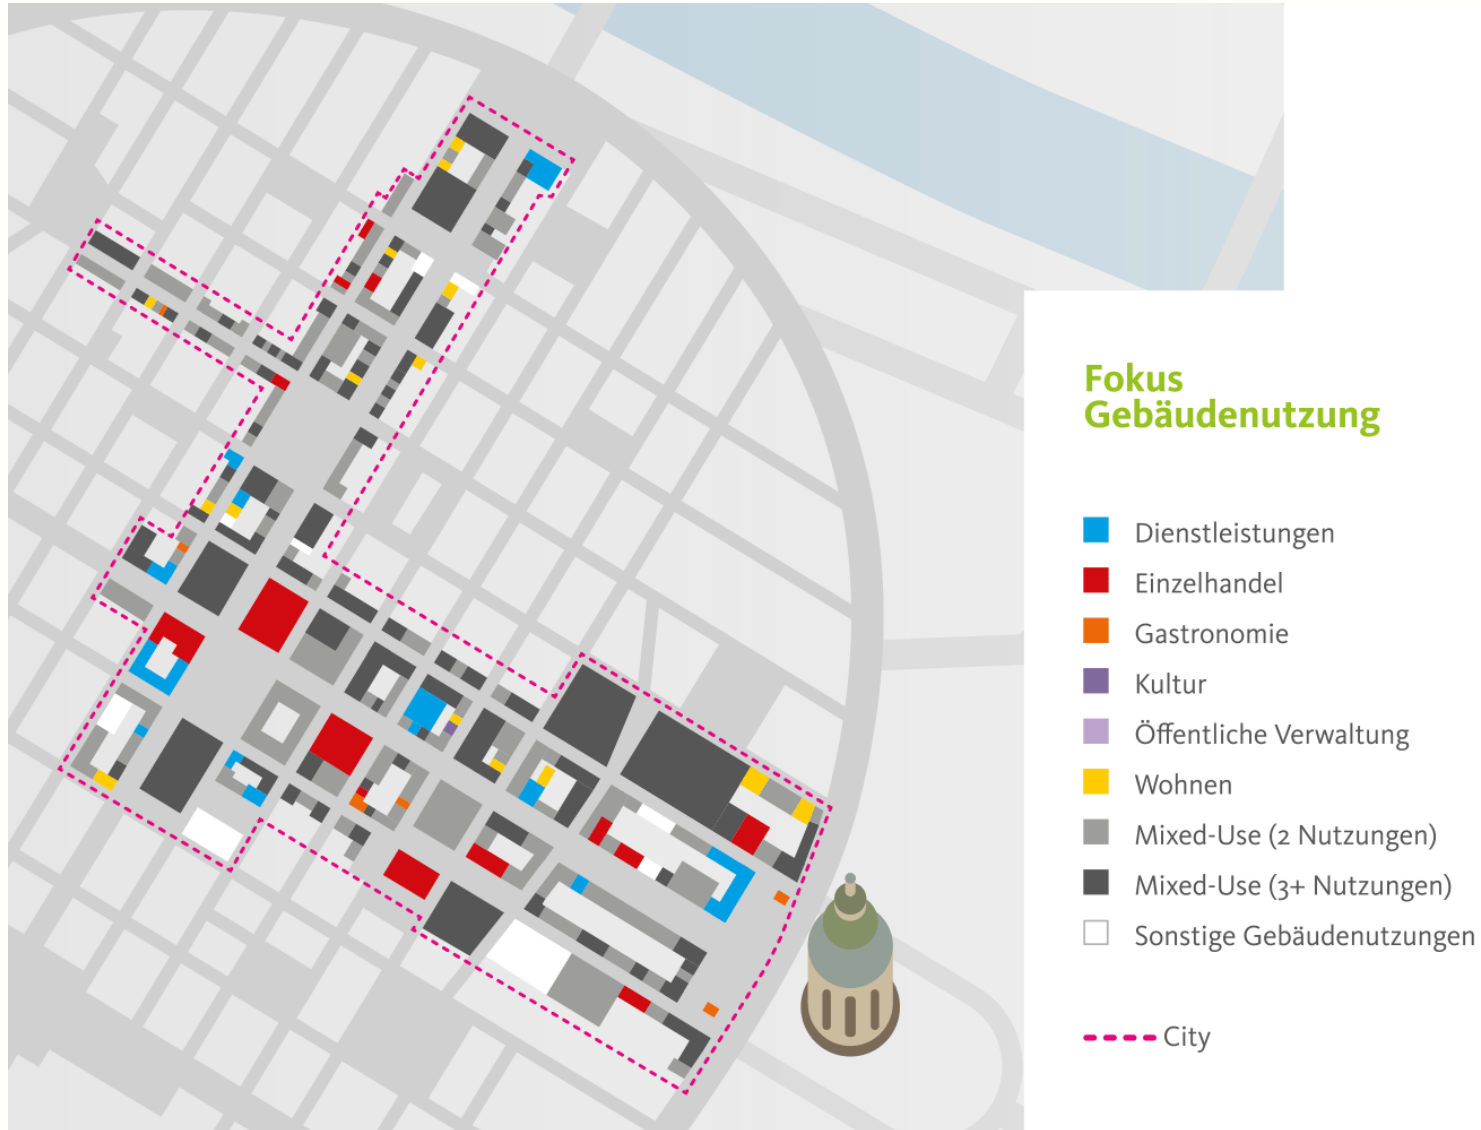 Fokus
Gebäudenutzung
Dienstleistungen
Einzelhandel
Gastronomie
Kultur
Öffentliche Verwaltung
Wohnen
Mixed-Use (2 Nutzungen)
Mixed-Use (3+ Nutzungen)
Sonstige Gebäudenutzungen
City